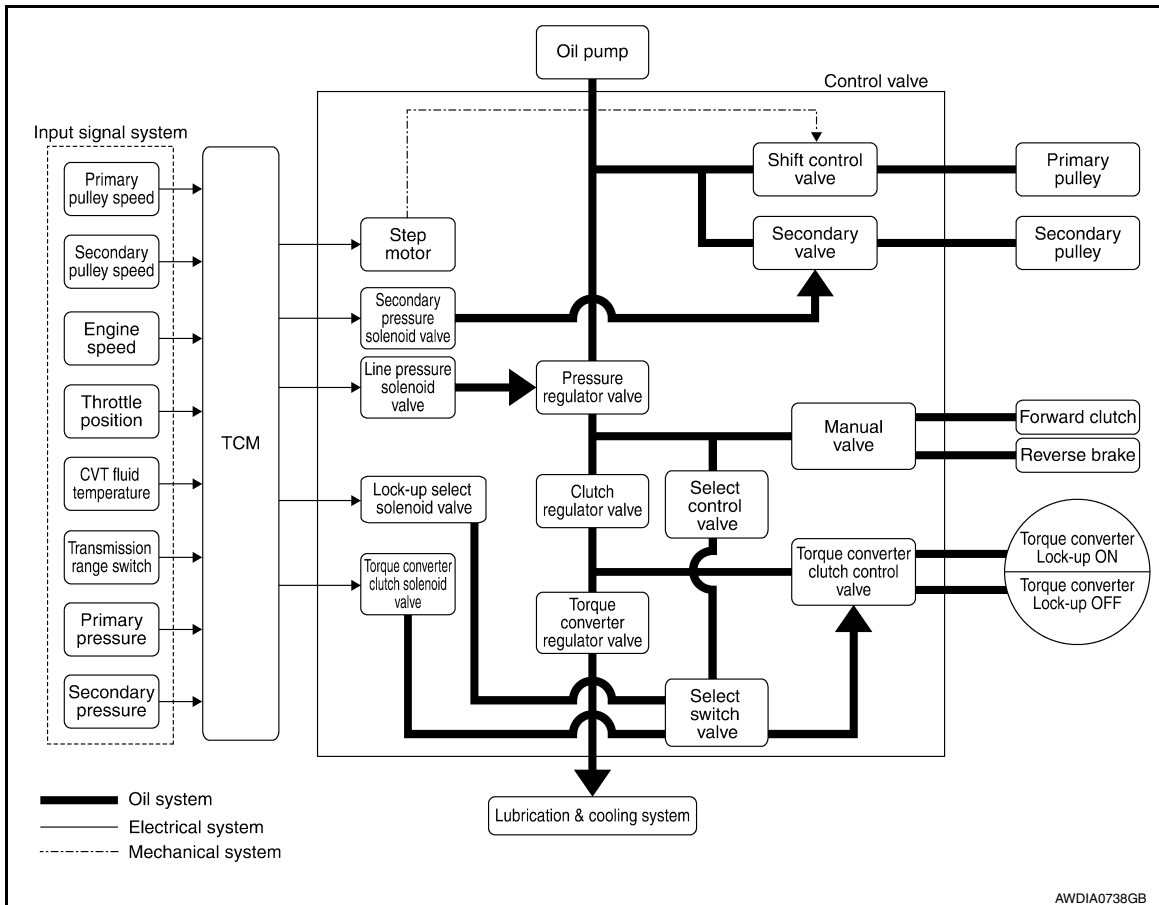 Oil pump
Control valve
Input signal system
Primary
pulley speed
Secondary
pulley speed
Engine
speed
Throttle
position
CVT fluid
temperature
Transmission
range switch
Primary
pressure
Secondary
pressure
TCM
Step
motor
Secondary
pressure
solenoid valve
Line pressure
solenoid
valve
Lock-up select
solenoid valve
Torque converter
clutch solenoid
valve
Pressure
regulator valve
Clutch
regulator valve
Torque
converter
regulator valve
Shift control
valve
Secondary
valve
Manual
valve
Select
control
valve
Torque converter
clutch control
valve
Select
switch
valve
Primary
pulley
Secondary
pulley
Forward clutch
Reverse brake
Torque converter
Lock-up ON
Torque converter
Lock-up OFF
Lubrication & cooling system
Oil system
Electrical system
Mechanical system
AWDIA0738GB